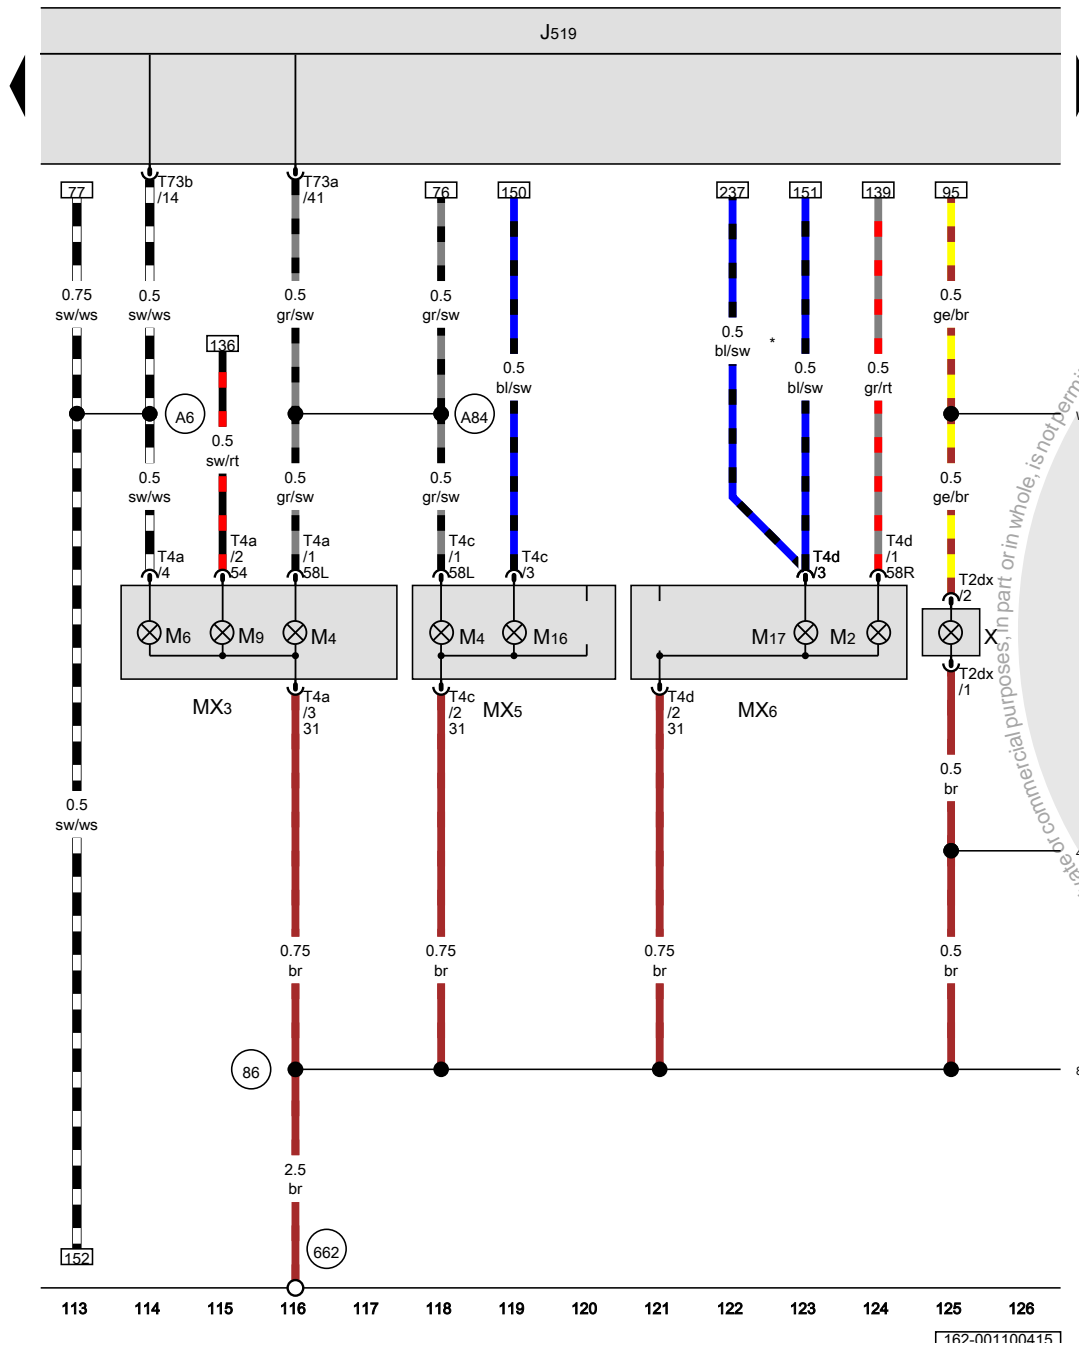 J519
T73b
/14
T73a
/41
77
76
150
237
151
139
95
0.75
sw/ws
0.5
sw/ws
0.5
gr/sw
0.5
gr/sw
0.5
ge/br
0.5
bl/sw
*
136
0.5
bl/sw
0.5
bl/sw
0.5
gr/rt
A6
A84
0.5
sw/rt
0.5
sw/ws
0.5
gr/sw
0.5
gr/sw
0.5
ge/br
T4a
/4
T4a
/2
54
T4a
/1
58L
T4c
/1
58L
T4c
/3
T4d
/3
T4d
/1
58R
T2dx
/2
M6
M9
M4
M4
M16
M17
M2
X
T4a
/3
31
T4c
/2
31
T4d
/2
31
T2dx
/1
MX3
MX5
MX6
0.5
sw/ws
0.5
br
0.75
br
0.75
br
0.75
br
0.5
br
86
2.5
br
662
152
113 114 115 116 117 118 119 120 121 122 123 124 125 126
162-001100415
commercial purposes, in part or in whole, is not